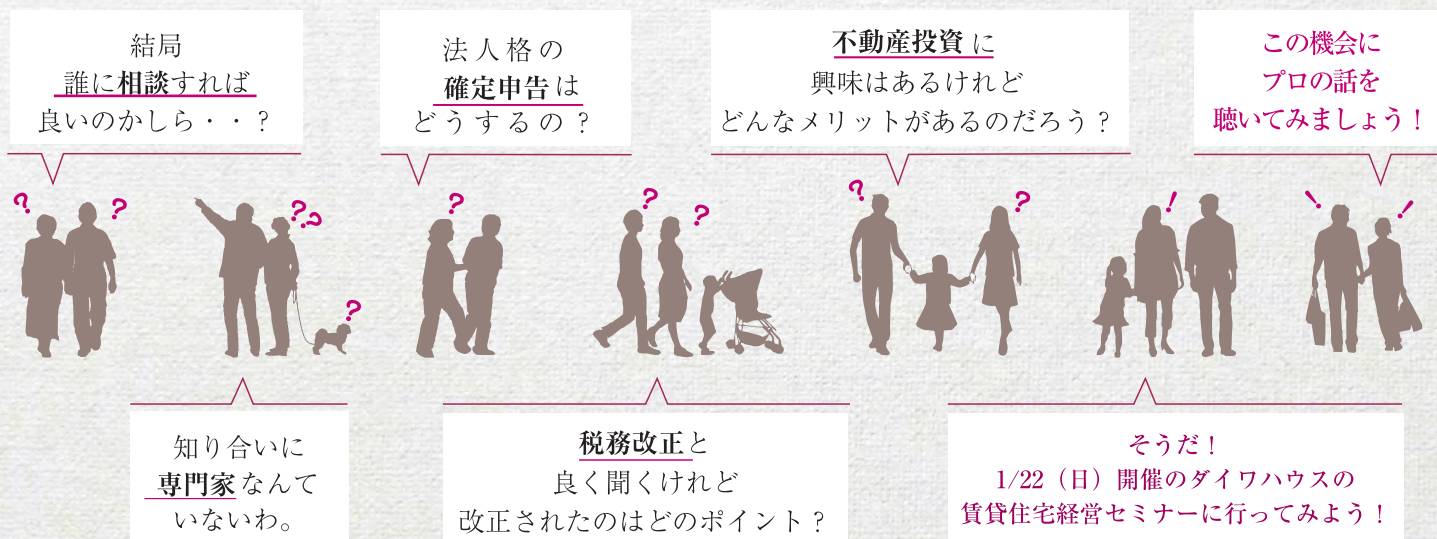 結局
誰に相談すれば
良いのかしら・・？
法人格の
確定申告は
どうするの？
不動産投資に
興味はあるけれど
どんなメリットがあるのだろう？
この機会に
プロの話を
聴いてみましょう！
?
?
??
?
?
?
?
?
?
!
!
!
知り合いに
専門家なんて
いないわ。
税務改正と
良く聞くけれど
改正されたのはどのポイント？
そうだ！
1/22（日）開催のダイワハウスの
賃貸住宅経営セミナーに行ってみよう！